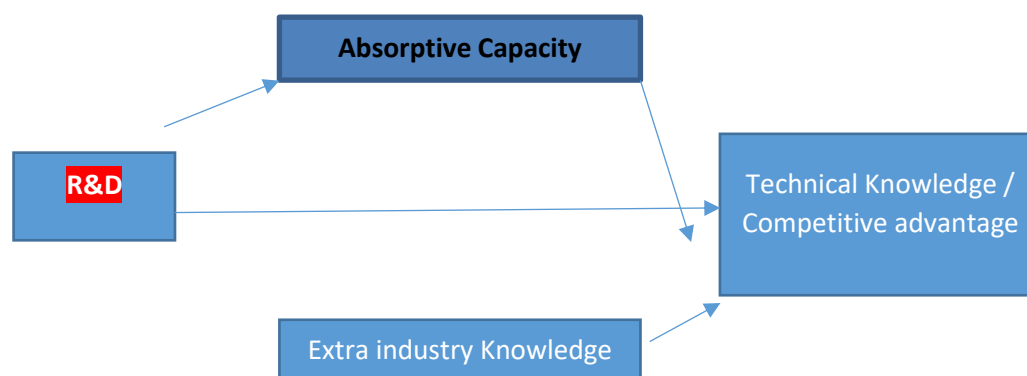 Absorptive Capacity
R&D
Technical Knowledge /
Competitive advantage
Extra industry Knowledge